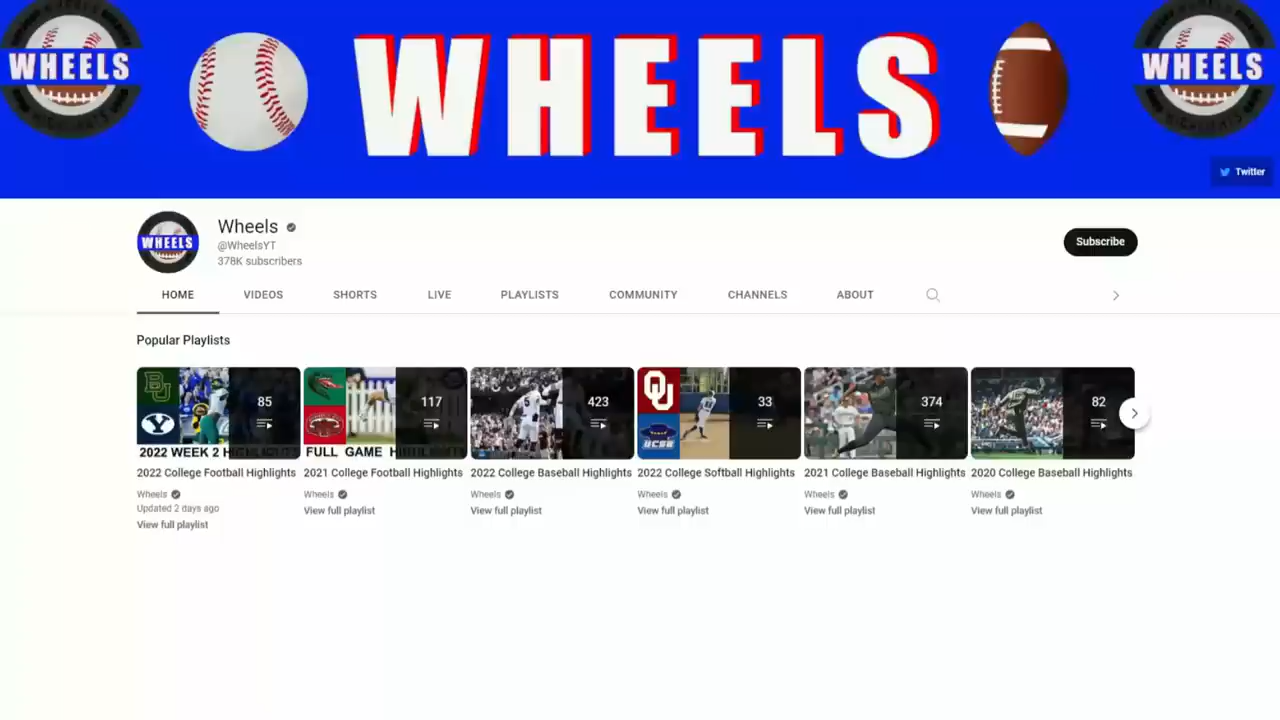 WHEELS
WHEELS
WHEELS
Twitter
WHEELS
Wheels
@WheelsYT
378K subscribers
Subscribe
HOME
VIDEOS
SHORTS
LIVE
PLAYLISTS
COMMUNITY
CHANNELS
ABOUT
Popular Playlists
BU
BYU
2022 WEEK 2
85
FULL GAME
117
423
OU
UCSB
33
374
82
2022 College Football Highlights
2021 College Football Highlights
2022 College Baseball Highlights
2022 College Softball Highlights
2021 College Baseball Highlights
2020 College Baseball Highlights
Wheels
Wheels
Wheels
Wheels
Wheels
Wheels
Updated 2 days ago
View full playlist
View full playlist
View full playlist
View full playlist
View full playlist
View full playlist